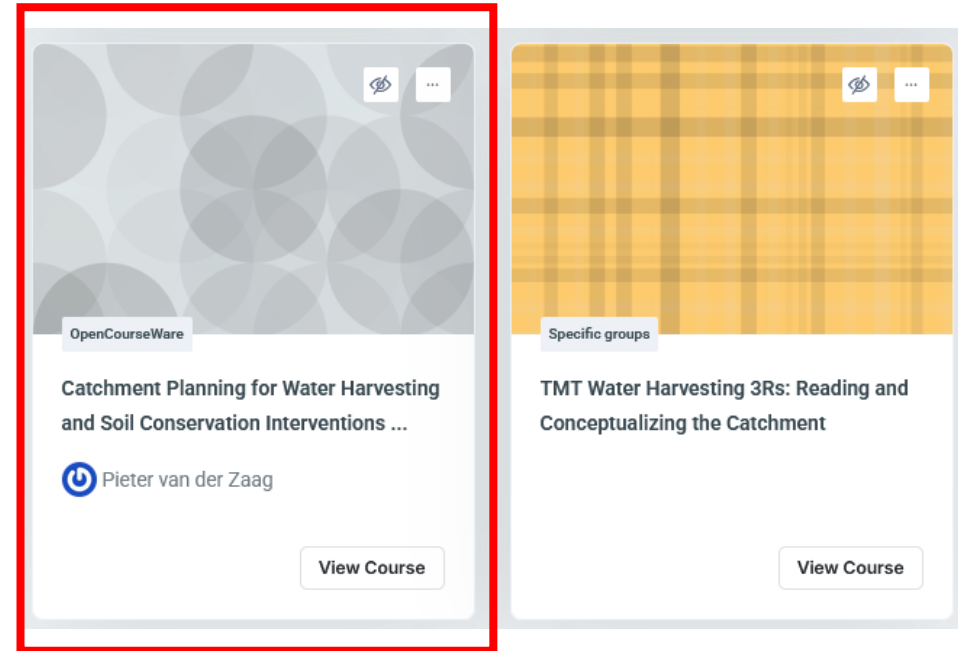 OpenCourseWare
Catchment Planning for Water Harvesting
and Soil Conservation Interventions ...
Pieter van der Zaag
View Course
Specific groups
TMT Water Harvesting 3Rs: Reading and
Conceptualizing the Catchment
View Course